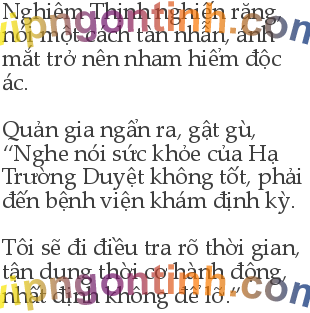 Nghiêm Thịnh nghiến răng,
nói một cách tàn nhẫn, ánh
mắt trở nên nham hiểm độc
ác.
Quản gia ngẩn ra, gật gù,
“Nghe nói sức khỏe của Hạ
Trường Duyệt không tốt, phải
đến bệnh viện khám định kỳ.
Tôi sẽ đi điều tra rõ thời gian,
tận dụng thời cơ hành động,
nhất định không để lỡ.”
vipngontinh.com
vipngontinh.com